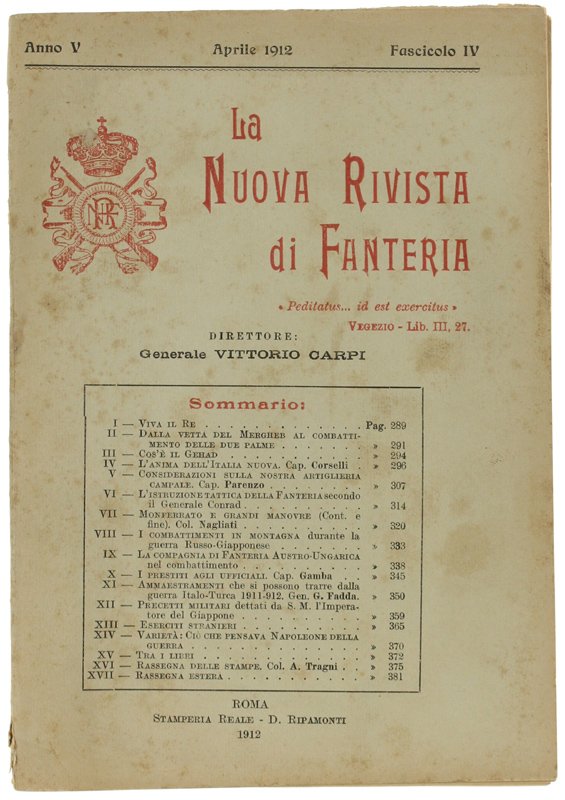 Anno V Aprile 1912 Fascicolo IV
La
NUOVA RIVISTA
di FANTERIA
NRF
« Peditatus... id est exercitus »
VEGEZIO - Lib. III, 27.
DIRETTORE:
Generale VITTORIO CARPI
Sommario:
I — VIVA IL RE . . . . . . . . . . . . . Pag. 289
II — DALLA VETTA DEL MERGHEB AL COMBATTI-
MENTO DELLE DUE PALME . . . . . . . » 291
III — COS'È IL GEHAD . . . . . . . . . . . » 294
IV — L'ANIMA DELL'ITALIA NUOVA. Cap. Corselli . » 296
V — CONSIDERAZIONI SULLA NOSTRA ARTIGLIERIA
CAMPALE. Cap. Parenzo . . . . . . . . » 307
VI — L'ISTRUZIONE TATTICA DELLA FANTERIA secondo
il Generale Conrad . . . . . . . . . . » 314
VII — MONFERRATO E GRANDI MANOVRE (Cont. e
fine). Col. Nagliati . . . . . . . . . . » 320
VIII — I COMBATTIMENTI IN MONTAGNA durante la
guerra Russo-Giapponese . . . . . . . » 333
IX — LA COMPAGNIA DI FANTERIA AUSTRO-UNGARICA
nel combattimento . . . . . . . . . . » 338
X — I PRESTITI AGLI UFFICIALI. Cap. Gamba . . » 345
XI — AMMAESTRAMENTI che si possono trarre dalla
guerra Italo-Turca 1911-912. Gen. G. Fadda. » 350
XII — PRECETTI MILITARI dettati da S. M. l'Impera-
tore del Giappone . . . . . . . . . . » 359
XIII — ESERCITI STRANIERI . . . . . . . . . . » 365
XIV — VARIETÀ: CIÒ CHE PENSAVA NAPOLEONE DELLA
GUERRA . . . . . . . . . . . . . . » 370
XV — TRA I LIBRI . . . . . . . . . . . . . » 372
XVI — RASSEGNA DELLE STAMPE. Col. A. Tragni . . » 375
XVII — RASSEGNA ESTERA . . . . . . . . . . . » 381
ROMA
STAMPERIA REALE - D. RIPAMONTI
1912